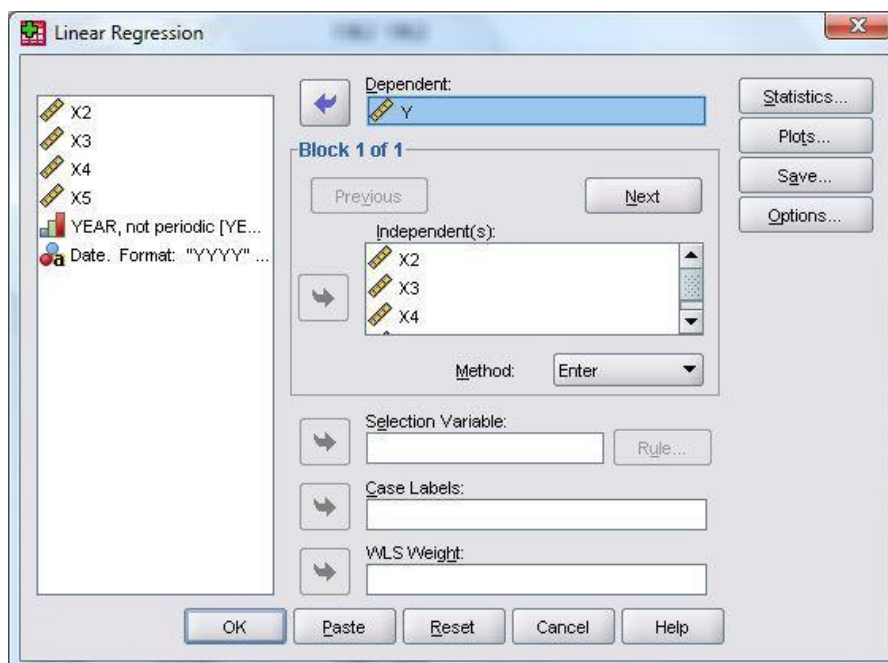 Linear Regression
X2
X3
X4
X5
YEAR, not periodic [YE...
Date. Format: "YYYY" ...
Dependent:
Y
Block 1 of 1
Previous
Next
Independent(s):
X2
X3
X4
Method:
Enter
Selection Variable:
Rule...
Case Labels:
WLS Weight:
Statistics...
Plots...
Save...
Options...
OK
Paste
Reset
Cancel
Help